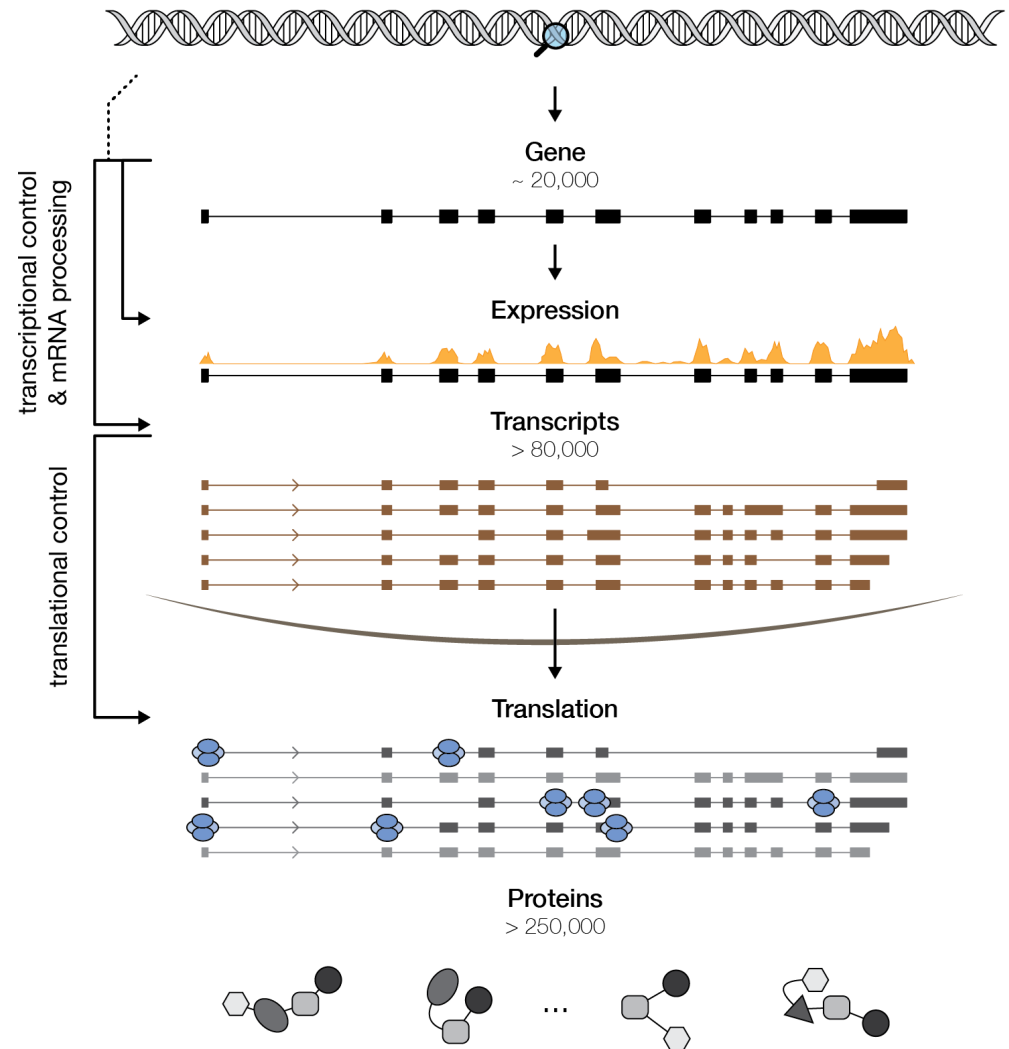 Gene
~ 20,000
transcriptional control
& mRNA processing
Expression
Transcripts
> 80,000
translational control
Translation
Proteins
> 250,000
...